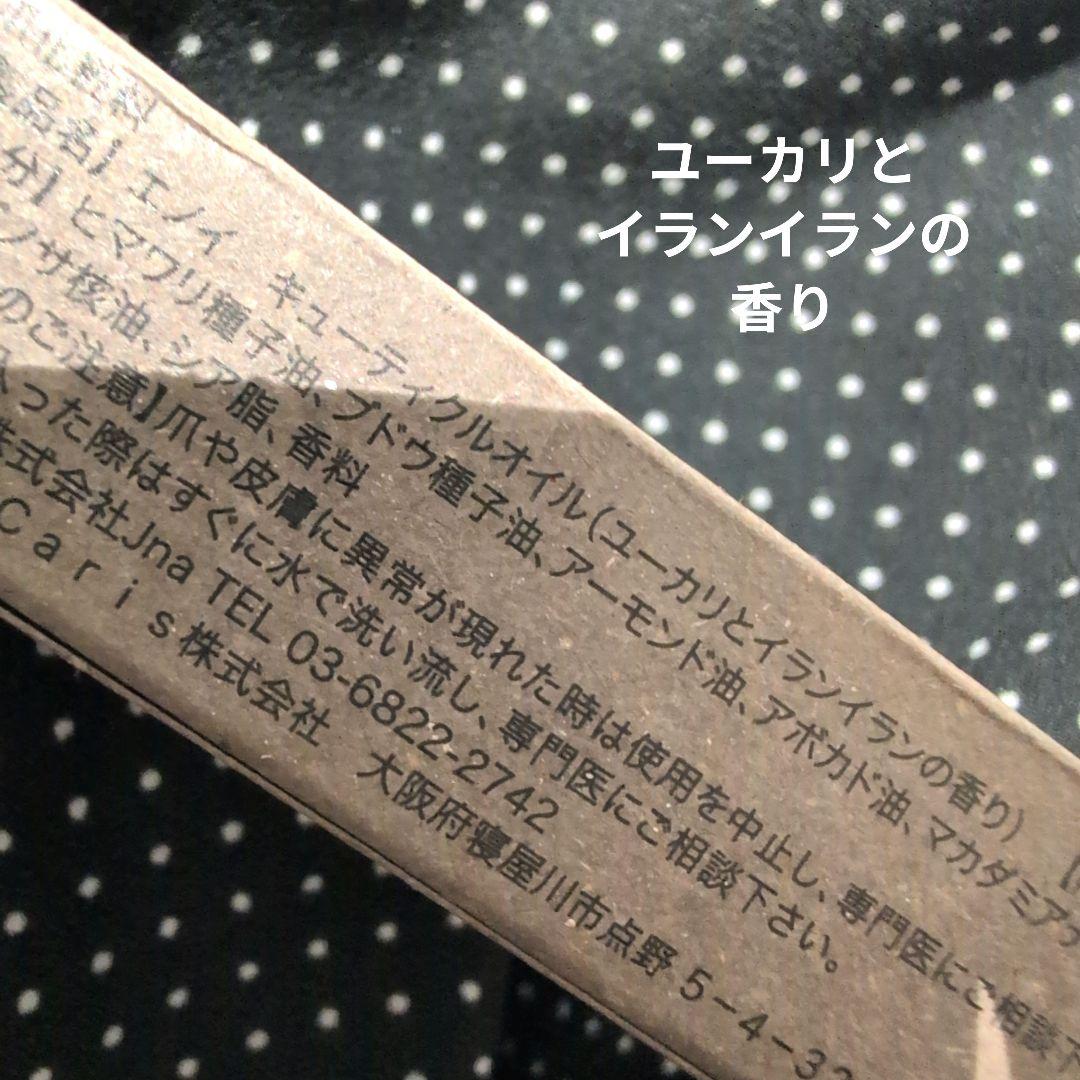 ユーカリと
イランイランの
香り
品名】エノイ キューティクルオイル(ユーカリとイランイランの香り)
分】ヒマワリ種子油、ブドウ種子油、アーモンド油、アボカド油、マカダミア
ノサ核油、シア脂、香料
のご注意】爪や皮膚に異常が現れた時は使用を中止し、専門医にご相談下
った際はすぐに水で洗い流し、専門医にご相談下さい。
株式会社Jna TEL 03-6822-2742
Caris株式会社 大阪府寝屋川市点野5-4-32